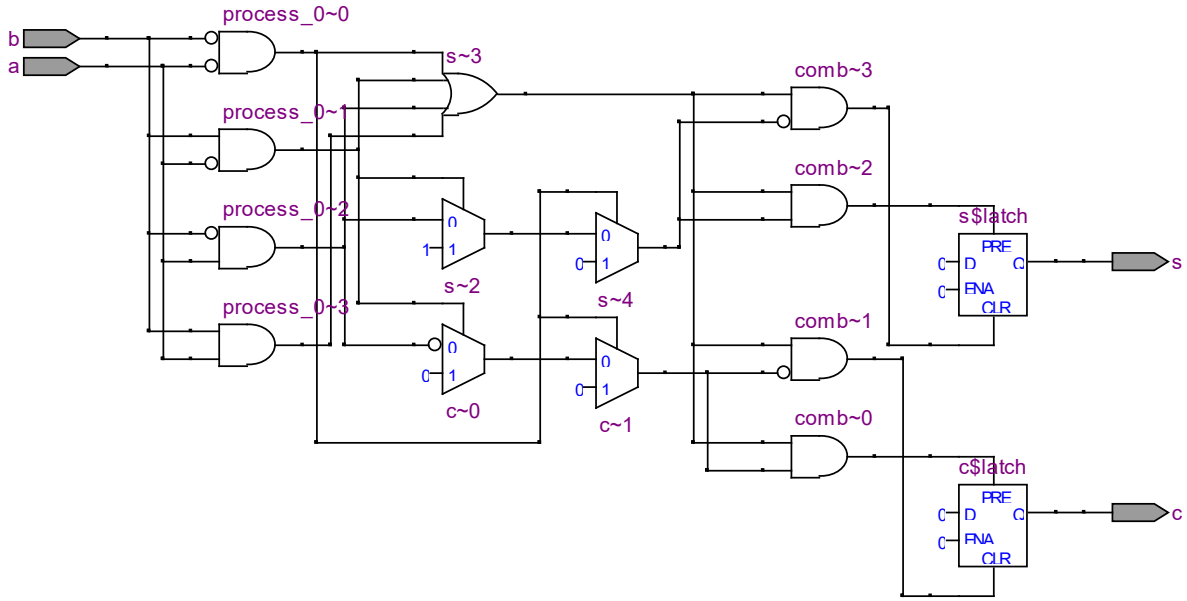 process_0~0
b
a
s~3
comb~3
process_0~1
comb~2
process_0~2
s$latch
0
1 1
0
0 1
PRE
0 D Q
s
0 ENA
CLR
s~2
s~4
process_0~3
comb~1
0
0 1
0
0 1
c~0
c~1
comb~0
c$latch
PRE
0 D Q
c
0 ENA
CLR